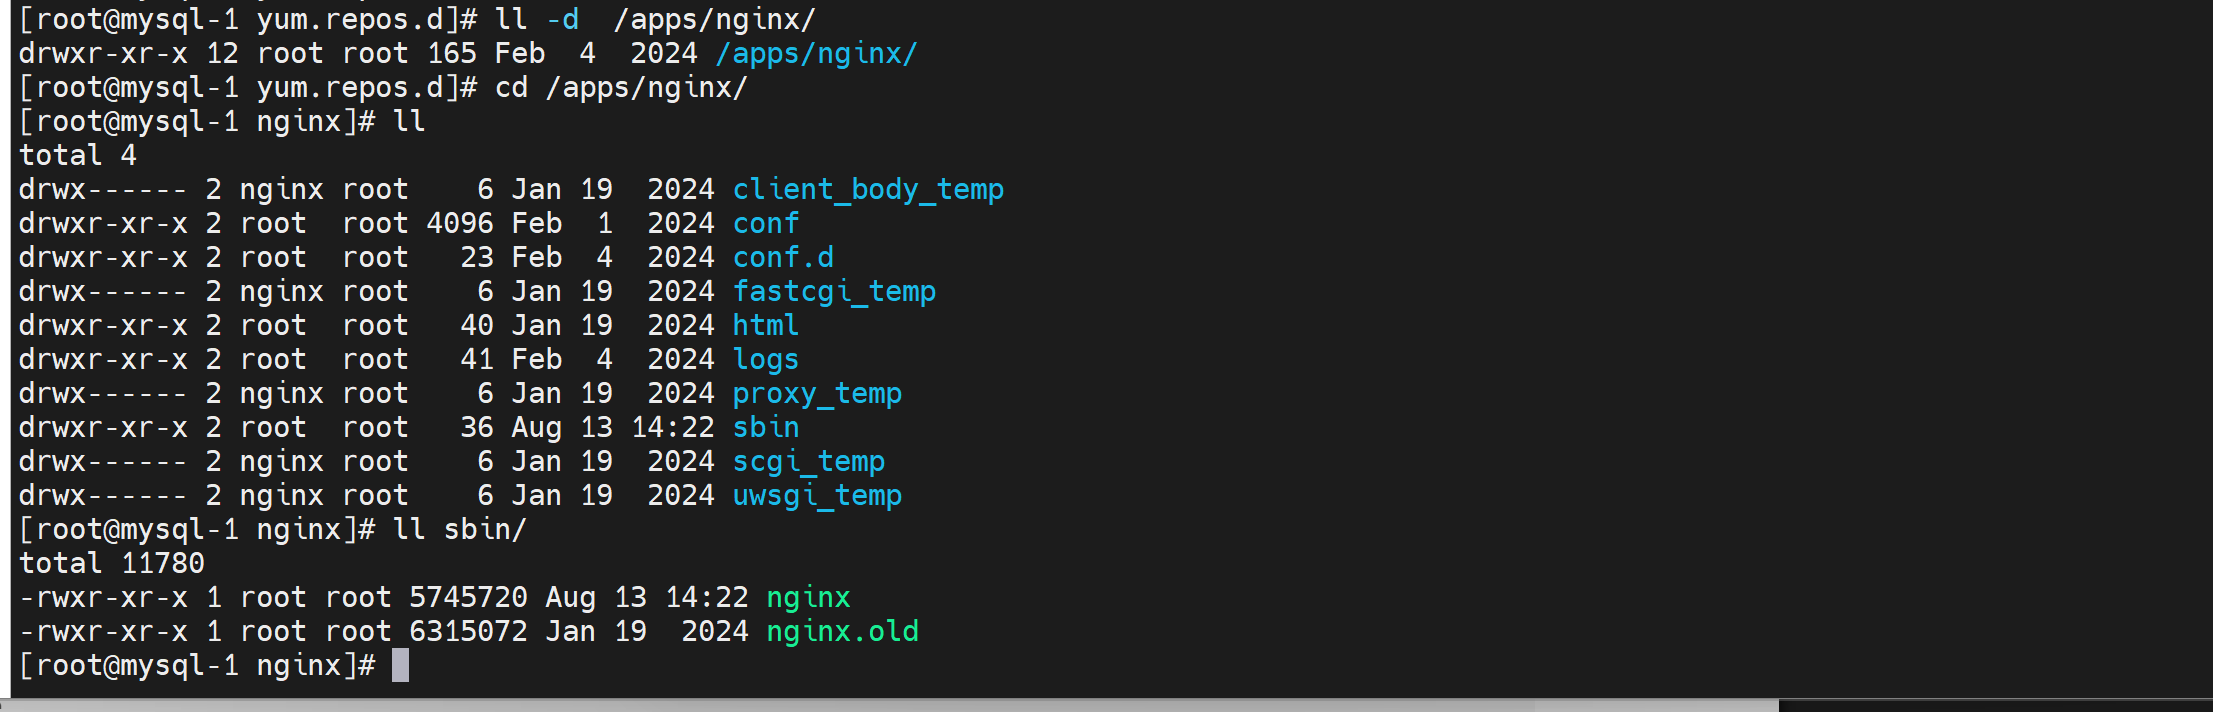 [root@mysql-1 yum.repos.d]# ll -d  /apps/nginx/
drwxr-xr-x 12 root root 165 Feb  4  2024 /apps/nginx/
[root@mysql-1 yum.repos.d]# cd /apps/nginx/
[root@mysql-1 nginx]# ll
total 4
drwx------ 2 nginx root    6 Jan 19  2024 client_body_temp
drwxr-xr-x 2 root  root 4096 Feb  1  2024 conf
drwxr-xr-x 2 root  root   23 Feb  4  2024 conf.d
drwx------ 2 nginx root    6 Jan 19  2024 fastcgi_temp
drwxr-xr-x 2 root  root   40 Jan 19  2024 html
drwxr-xr-x 2 root  root   41 Feb  4  2024 logs
drwx------ 2 nginx root    6 Jan 19  2024 proxy_temp
drwxr-xr-x 2 root  root   36 Aug 13 14:22 sbin
drwx------ 2 nginx root    6 Jan 19  2024 scgi_temp
drwx------ 2 nginx root    6 Jan 19  2024 uwsgi_temp
[root@mysql-1 nginx]# ll sbin/
total 11780
-rwxr-xr-x 1 root root 5745720 Aug 13 14:22 nginx
-rwxr-xr-x 1 root root 6315072 Jan 19  2024 nginx.old
[root@mysql-1 nginx]#